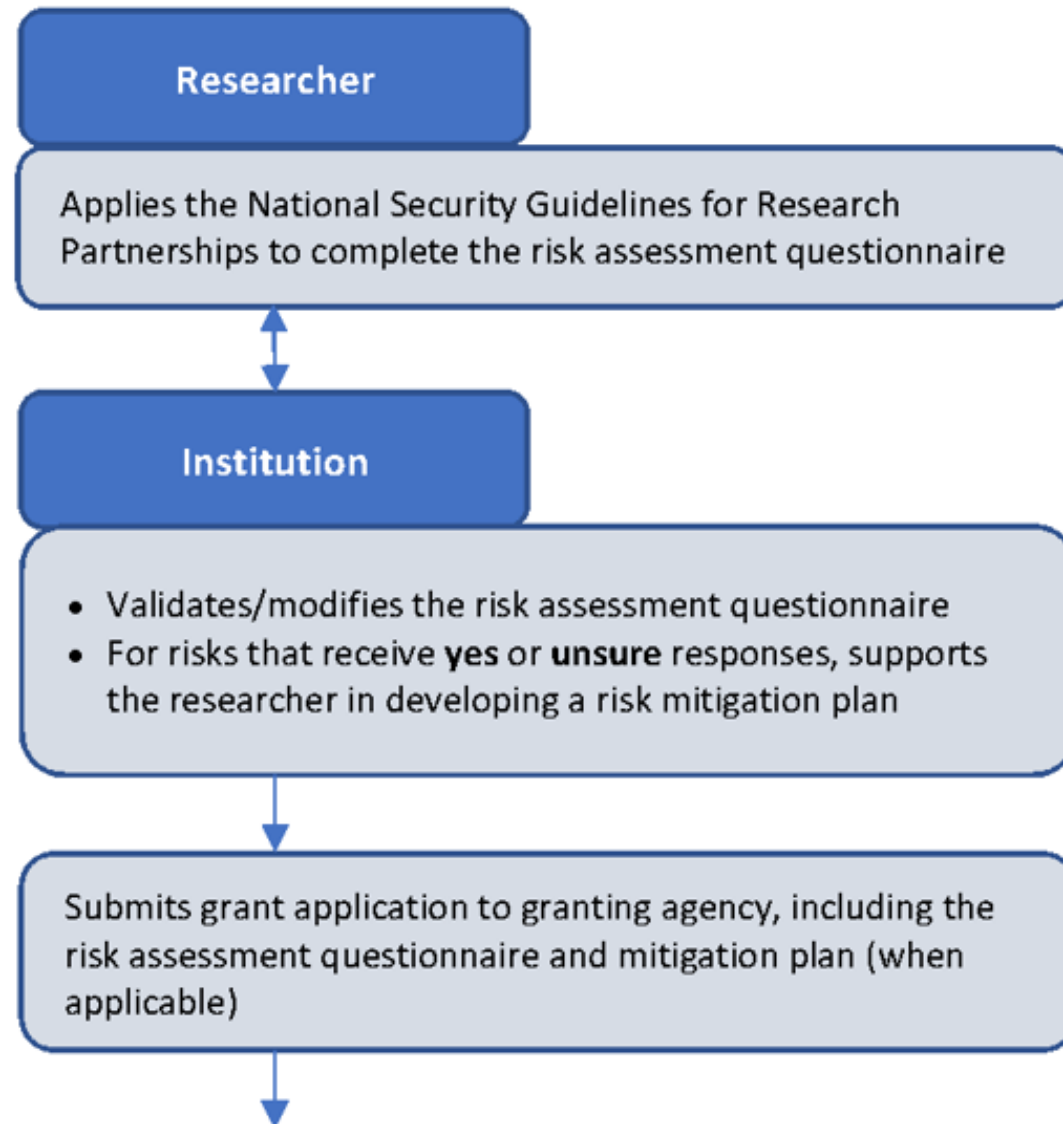 Researcher
Applies the National Security Guidelines for Research
Partnerships to complete the risk assessment questionnaire
Institution
• Validates/modifies the risk assessment questionnaire
• For risks that receive yes or unsure responses, supports
the researcher in developing a risk mitigation plan
Submits grant application to granting agency, including the
risk assessment questionnaire and mitigation plan (when
applicable)